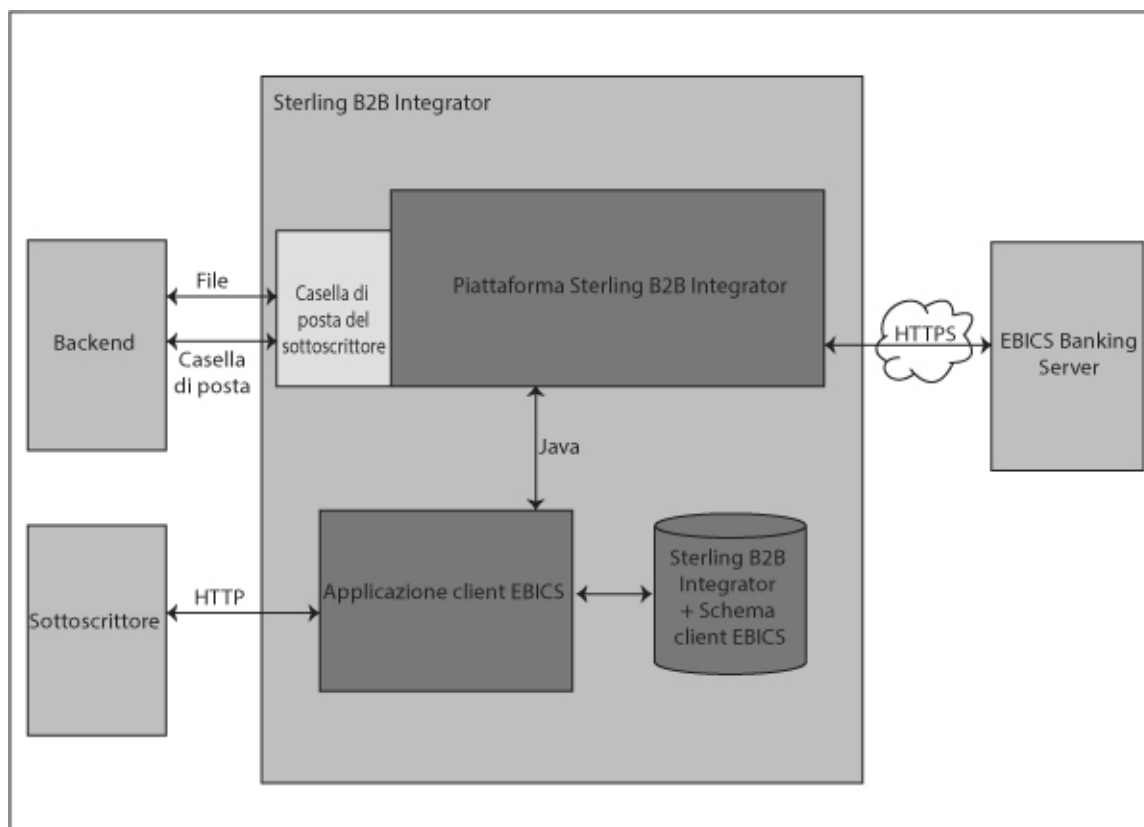 Sterling B2B Integrator
Piattaforma Sterling B2B Integrator
Casella di
posta del
sottoscrittore
File
Backend
Casella
di posta
HTTPS
EBICS Banking
Server
Java
Applicazione client EBICS
Sterling B2B
Integrator
+ Schema
client EBICS
HTTP
Sottoscrittore